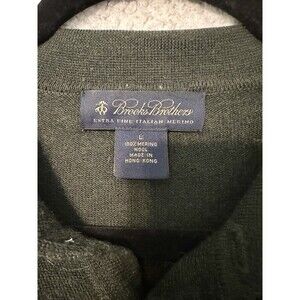 Brooks Brothers
EXTRA FINE ITALIAN MERINO
L
100% MERINO
WOOL
MADE IN
HONG KONG